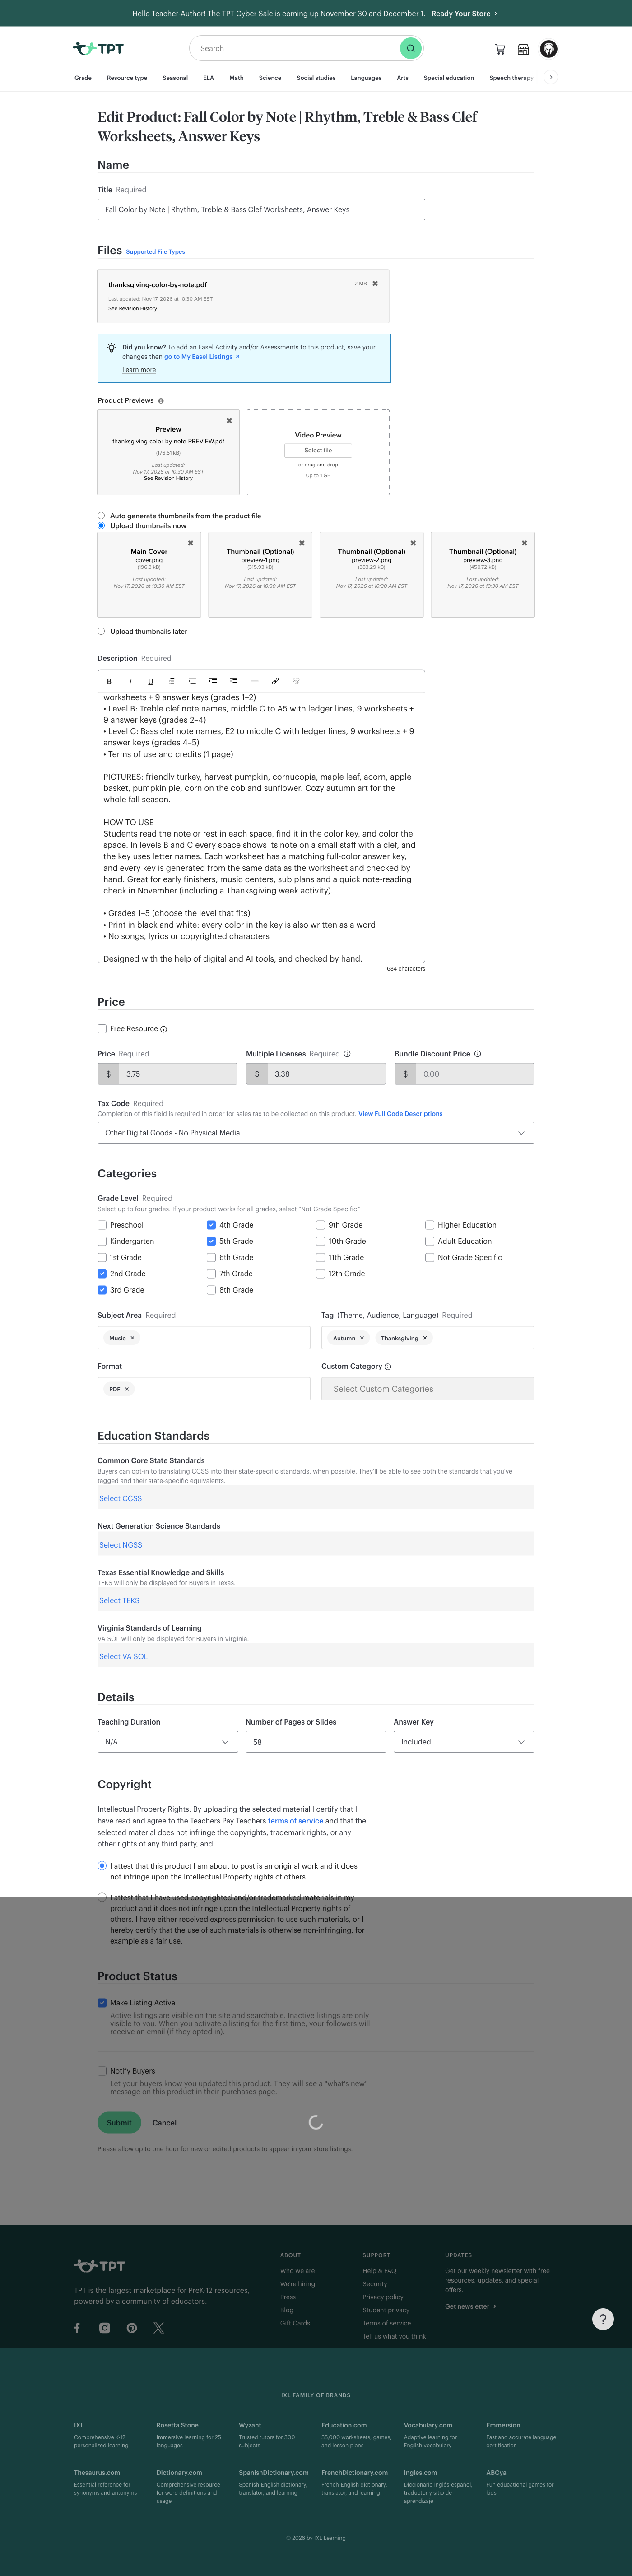 Hello Teacher-Author! The TPT Cyber Sale is coming up November 30 and December 1. Ready Your Store ›
TPT
Search
Grade Resource type Seasonal ELA Math Science Social studies Languages Arts Special education Speech therapy
Edit Product: Fall Color by Note | Rhythm, Treble & Bass Clef
Worksheets, Answer Keys
Name
Title Required
Fall Color by Note | Rhythm, Treble & Bass Clef Worksheets, Answer Keys
Files Supported File Types
thanksgiving-color-by-note.pdf 2 MB ✖
Last updated: Nov 17, 2026 at 10:30 AM EST
See Revision History
Did you know? To add an Easel Activity and/or Assessments to this product, save your
changes then go to My Easel Listings ↗
Learn more
Product Previews
Preview
thanksgiving-color-by-note-PREVIEW.pdf
(176.61 kB)
Last updated:
Nov 17, 2026 at 10:30 AM EST
See Revision History
Video Preview
Select file
or drag and drop
Up to 1 GB
Auto generate thumbnails from the product file
Upload thumbnails now
Main Cover
cover.png
(196.3 kB)
Last updated:
Nov 17, 2026 at 10:30 AM EST
Thumbnail (Optional)
preview-1.png
(315.93 kB)
Last updated:
Nov 17, 2026 at 10:30 AM EST
Thumbnail (Optional)
preview-2.png
(383.29 kB)
Last updated:
Nov 17, 2026 at 10:30 AM EST
Thumbnail (Optional)
preview-3.png
(450.72 kB)
Last updated:
Nov 17, 2026 at 10:30 AM EST
Upload thumbnails later
Description Required
B I U
worksheets + 9 answer keys (grades 1–2)
• Level B: Treble clef note names, middle C to A5 with ledger lines, 9 worksheets +
9 answer keys (grades 2–4)
• Level C: Bass clef note names, E2 to middle C with ledger lines, 9 worksheets + 9
answer keys (grades 4–5)
• Terms of use and credits (1 page)
PICTURES: friendly turkey, harvest pumpkin, cornucopia, maple leaf, acorn, apple
basket, pumpkin pie, corn on the cob and sunflower. Cozy autumn art for the
whole fall season.
HOW TO USE
Students read the note or rest in each space, find it in the color key, and color the
space. In levels B and C every space shows its note on a small staff with a clef, and
the key uses letter names. Each worksheet has a matching full-color answer key,
and every key is generated from the same data as the worksheet and checked by
hand. Great for early finishers, music centers, sub plans and a quick note-reading
check in November (including a Thanksgiving week activity).
• Grades 1–5 (choose the level that fits)
• Print in black and white: every color in the key is also written as a word
• No songs, lyrics or copyrighted characters
Designed with the help of digital and AI tools, and checked by hand.
1684 characters
Price
Free Resource
Price Required
$ 3.75
Multiple Licenses Required
$ 3.38
Bundle Discount Price
$ 0.00
Tax Code Required
Completion of this field is required in order for sales tax to be collected on this product. View Full Code Descriptions
Other Digital Goods - No Physical Media
Categories
Grade Level Required
Select up to four grades. If your product works for all grades, select "Not Grade Specific."
Preschool 4th Grade 9th Grade Higher Education
Kindergarten 5th Grade 10th Grade Adult Education
1st Grade 6th Grade 11th Grade Not Grade Specific
2nd Grade 7th Grade 12th Grade
3rd Grade 8th Grade
Subject Area Required
Music ✕
Tag (Theme, Audience, Language) Required
Autumn ✕ Thanksgiving ✕
Format
PDF ✕
Custom Category
Select Custom Categories
Education Standards
Common Core State Standards
Buyers can opt-in to translating CCSS into their state-specific standards, when possible. They'll be able to see both the standards that you've
tagged and their state-specific equivalents.
Select CCSS
Next Generation Science Standards
Select NGSS
Texas Essential Knowledge and Skills
TEKS will only be displayed for Buyers in Texas.
Select TEKS
Virginia Standards of Learning
VA SOL will only be displayed for Buyers in Virginia.
Select VA SOL
Details
Teaching Duration
N/A
Number of Pages or Slides
58
Answer Key
Included
Copyright
Intellectual Property Rights: By uploading the selected material I certify that I
have read and agree to the Teachers Pay Teachers terms of service and that the
selected material does not infringe the copyrights, trademark rights, or any
other rights of any third party, and:
I attest that this product I am about to post is an original work and it does
not infringe upon the Intellectual Property rights of others.
I attest that I have used copyrighted and/or trademarked materials in my
product and it does not infringe upon the Intellectual Property rights of
others. I have either received express permission to use such materials, or I
hereby certify that the use of such materials is otherwise non-infringing, for
example as a fair use.
Product Status
Make Listing Active
Active listings are visible on the site and searchable. Inactive listings are only
visible to you. When you activate a listing the first time, your followers will
receive an email (if they opted in).
Notify Buyers
Let your buyers know you updated this product. They will see a "what's new"
message on this product in their purchases page.
Submit Cancel
Please allow up to one hour for new or edited products to appear in your store listings.
TPT
TPT is the largest marketplace for PreK-12 resources,
powered by a community of educators.
ABOUT
Who we are
We're hiring
Press
Blog
Gift Cards
SUPPORT
Help & FAQ
Security
Privacy policy
Student privacy
Terms of service
Tell us what you think
UPDATES
Get our weekly newsletter with free
resources, updates, and special
offers.
Get newsletter ›
?
IXL FAMILY OF BRANDS
IXL
Comprehensive K-12
personalized learning
Rosetta Stone
Immersive learning for 25
languages
Wyzant
Trusted tutors for 300
subjects
Education.com
35,000 worksheets, games,
and lesson plans
Vocabulary.com
Adaptive learning for
English vocabulary
Emmersion
Fast and accurate language
certification
Thesaurus.com
Essential reference for
synonyms and antonyms
Dictionary.com
Comprehensive resource
for word definitions and
usage
SpanishDictionary.com
Spanish-English dictionary,
translator, and learning
FrenchDictionary.com
French-English dictionary,
translator, and learning
Ingles.com
Diccionario inglés-español,
traductor y sitio de
aprendizaje
ABCya
Fun educational games for
kids
© 2026 by IXL Learning